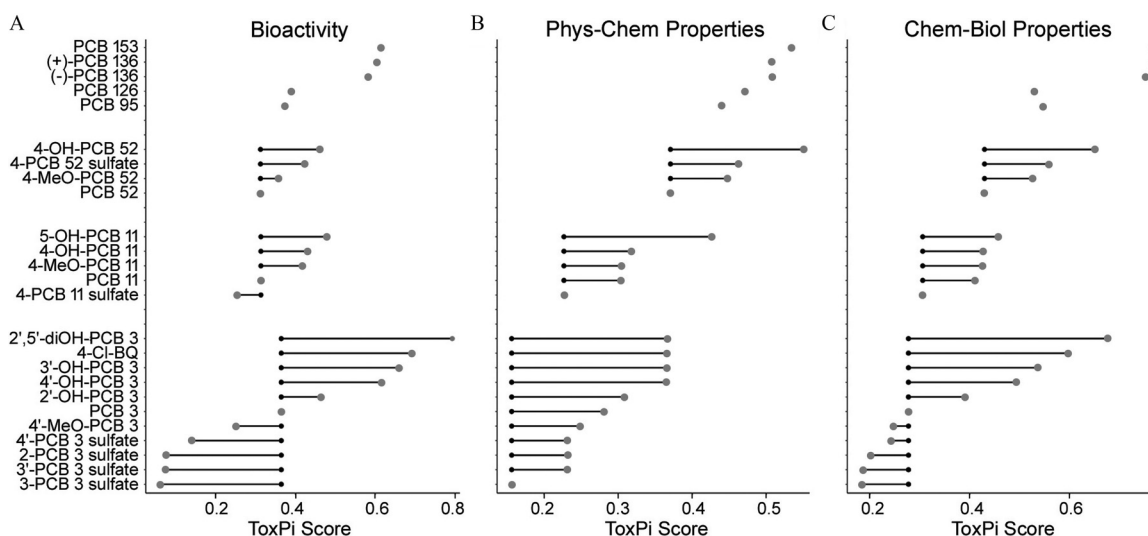 A
Bioactivity
B
Phys-Chem Properties
C
Chem-Biol Properties
PCB 153
(+)-PCB 136
(-)-PCB 136
PCB 126
PCB 95
4-OH-PCB 52
4-PCB 52 sulfate
4-MeO-PCB 52
PCB 52
5-OH-PCB 11
4-OH-PCB 11
4-MeO-PCB 11
PCB 11
4-PCB 11 sulfate
2',5'-diOH-PCB 3
4-Cl-BQ
3'-OH-PCB 3
4'-OH-PCB 3
2'-OH-PCB 3
PCB 3
4'-MeO-PCB 3
4'-PCB 3 sulfate
2-PCB 3 sulfate
3'-PCB 3 sulfate
3-PCB 3 sulfate
0.2 0.4 0.6 0.8
0.2 0.3 0.4 0.5
0.2 0.4 0.6
ToxPi Score
ToxPi Score
ToxPi Score